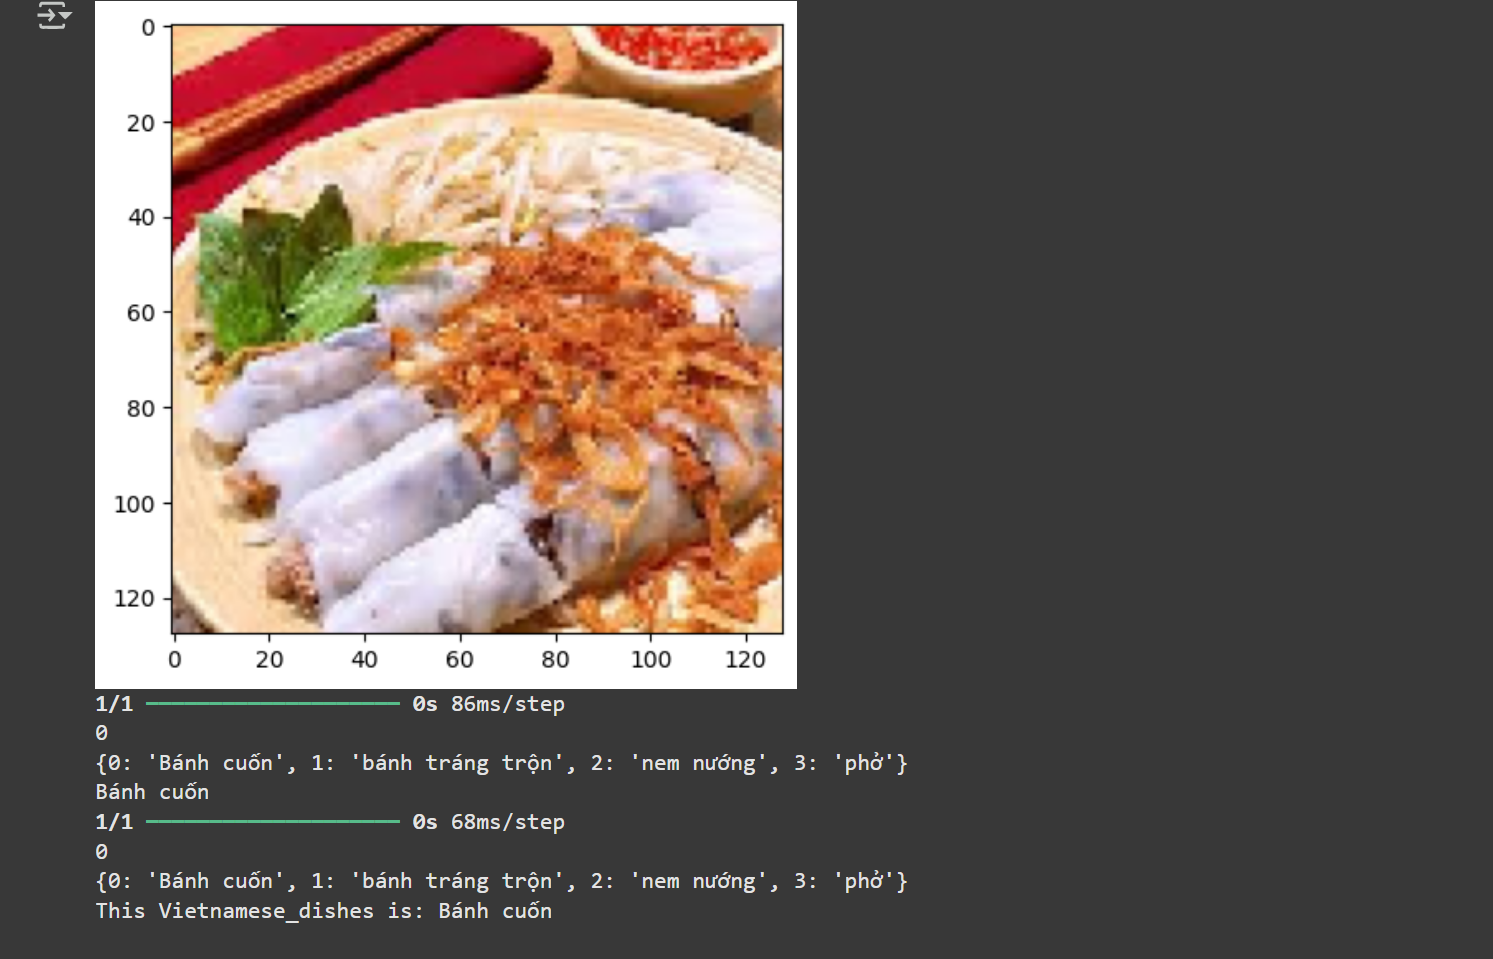 0
20
40
60
80
100
120
0 20 40 60 80 100 120
1/1 ━━━━━━━━━━━━━━━━━━━━ 0s 86ms/step
0
{0: 'Bánh cuốn', 1: 'bánh tráng trộn', 2: 'nem nướng', 3: 'phở'}
Bánh cuốn
1/1 ━━━━━━━━━━━━━━━━━━━━ 0s 68ms/step
0
{0: 'Bánh cuốn', 1: 'bánh tráng trộn', 2: 'nem nướng', 3: 'phở'}
This Vietnamese_dishes is: Bánh cuốn